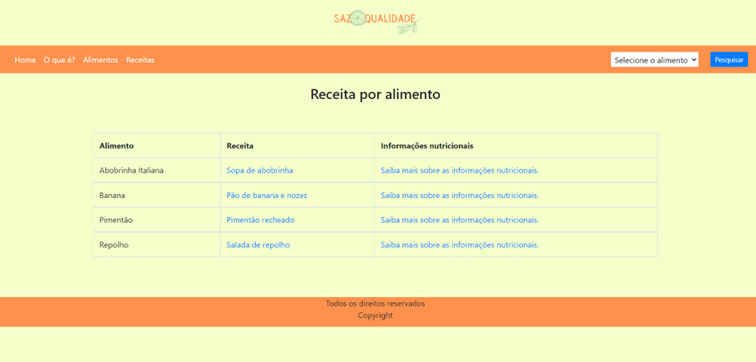 SAZ QUALIDADE
Home O que é? Alimentos Receitas Selecione o alimento Pesquisar
Receita por alimento
Alimento Receita Informações nutricionais
Abobrinha Italiana Sopa de abobrinha Saiba mais sobre as informações nutricionais.
Banana Pão de banana e nozes Saiba mais sobre as informações nutricionais.
Pimentão Pimentão recheado Saiba mais sobre as informações nutricionais.
Repolho Salada de repolho Saiba mais sobre as informações nutricionais.
Todos os direitos reservados
Copyright